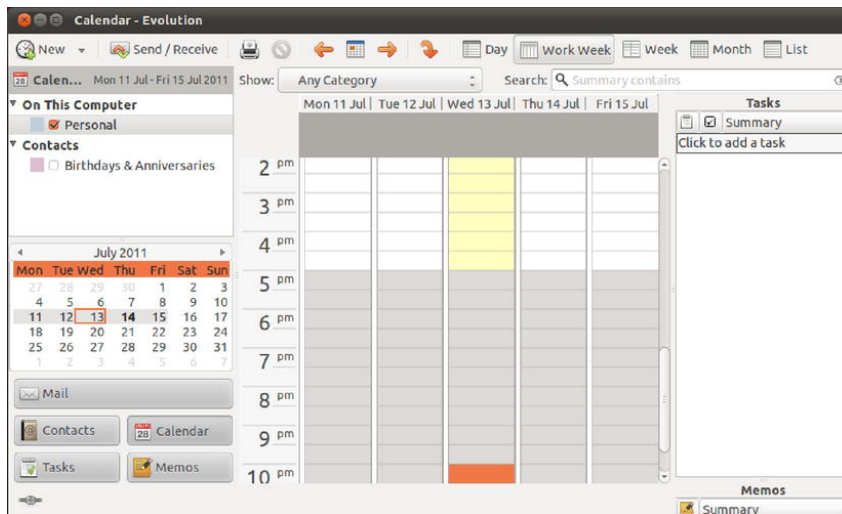 Calendar - Evolution
New Send / Receive Day Work Week Week Month List
28 Calen... Mon 11 Jul - Fri 15 Jul 2011 Show: Any Category Search: Summary contains
On This Computer
Personal
Contacts
Birthdays & Anniversaries
Mon 11 Jul Tue 12 Jul Wed 13 Jul Thu 14 Jul Fri 15 Jul
2 pm
3 pm
4 pm
5 pm
6 pm
7 pm
8 pm
9 pm
10 pm
Tasks
Summary
Click to add a task
July 2011
Mon Tue Wed Thu Fri Sat Sun
27 28 29 30 1 2 3
4 5 6 7 8 9 10
11 12 13 14 15 16 17
18 19 20 21 22 23 24
25 26 27 28 29 30 31
1 2 3 4 5 6 7
Mail
Contacts 28 Calendar
Tasks Memos
Memos
Summary